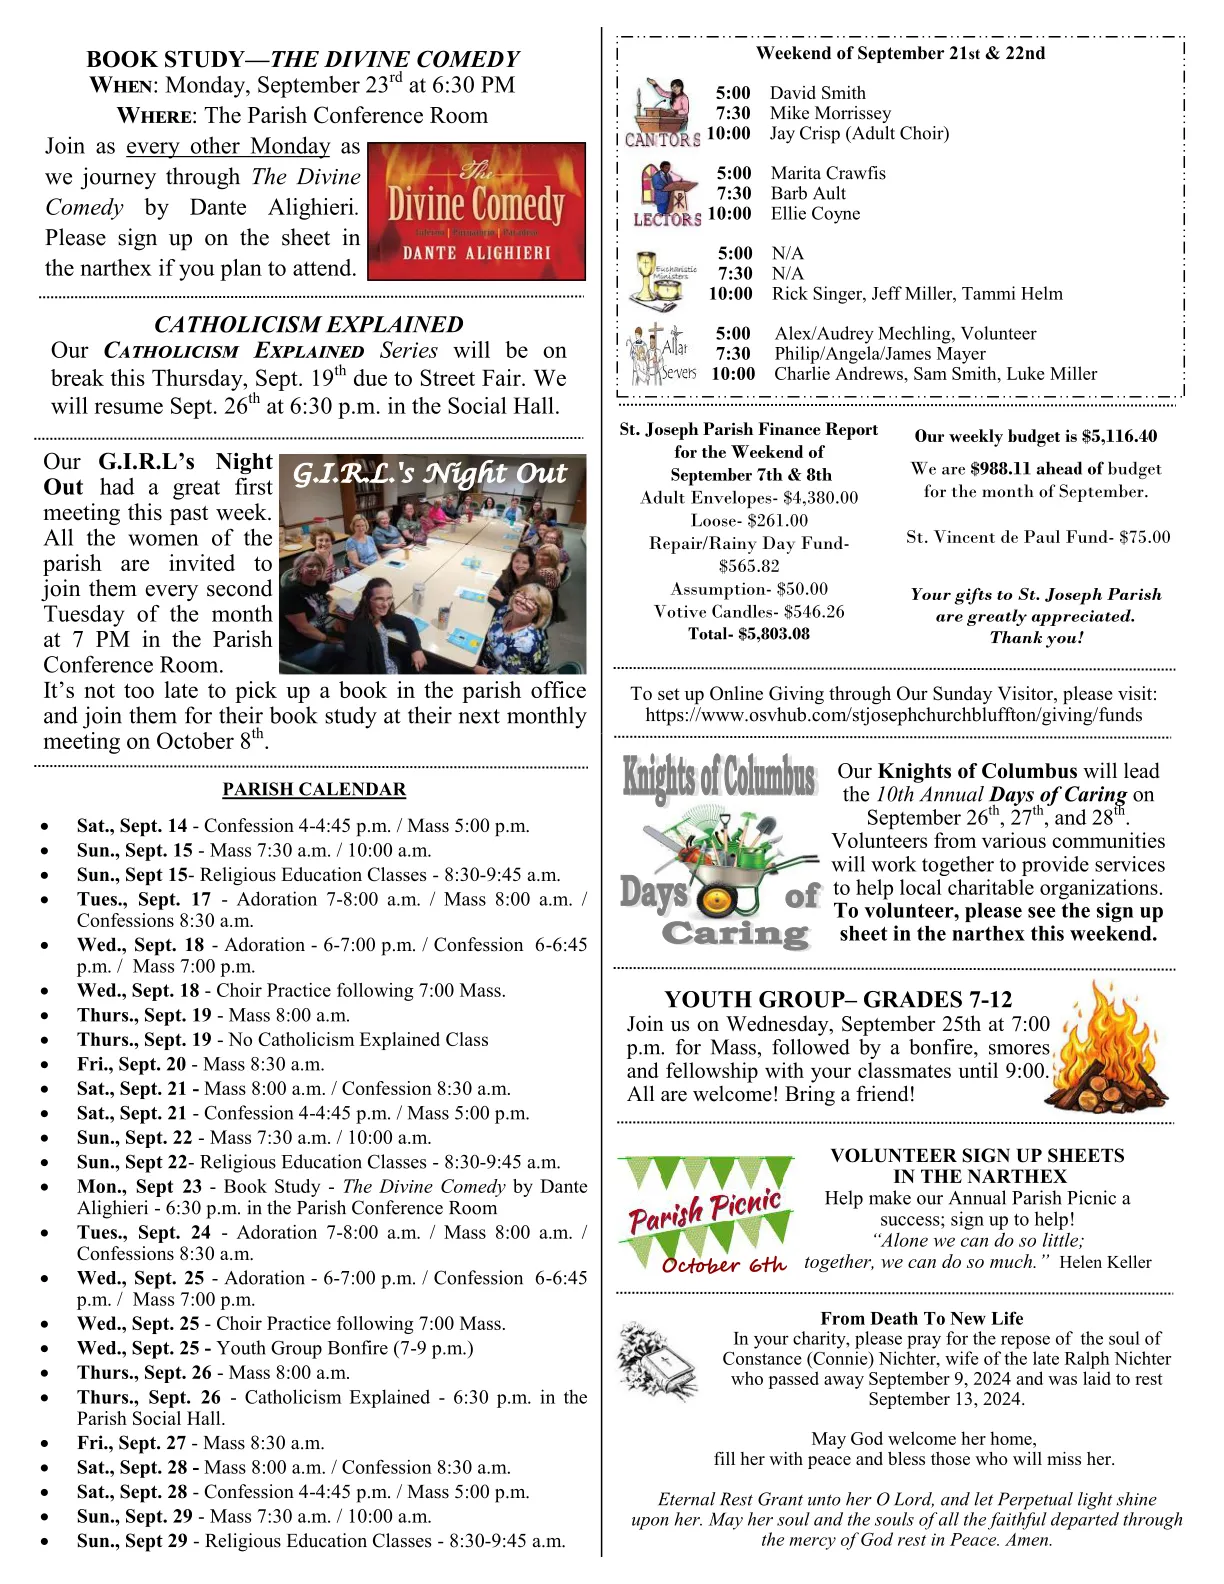 BOOK STUDY—THE DIVINE COMEDY
WHEN: Monday, September 23rd at 6:30 PM
WHERE: The Parish Conference Room
Join as every other Monday as
we journey through The Divine
Comedy by Dante Alighieri.
Please sign up on the sheet in
the narthex if you plan to attend.
The
Divine Comedy
Inferno | Purgatorio | Paradiso
DANTE ALIGHIERI
CATHOLICISM EXPLAINED
Our CATHOLICISM EXPLAINED Series will be on
break this Thursday, Sept. 19th due to Street Fair. We
will resume Sept. 26th at 6:30 p.m. in the Social Hall.
Our G.I.R.L's Night
Out had a great first
meeting this past week.
All the women of the
parish are invited to
join them every second
Tuesday of the month
at 7 PM in the Parish
Conference Room.
G.I.R.L.'s Night Out
It's not too late to pick up a book in the parish office
and join them for their book study at their next monthly
meeting on October 8th.
PARISH CALENDAR
• Sat., Sept. 14 - Confession 4-4:45 p.m. / Mass 5:00 p.m.
• Sun., Sept. 15 - Mass 7:30 a.m. / 10:00 a.m.
• Sun., Sept 15- Religious Education Classes - 8:30-9:45 a.m.
• Tues., Sept. 17 - Adoration 7-8:00 a.m. / Mass 8:00 a.m. /
Confessions 8:30 a.m.
• Wed., Sept. 18 - Adoration - 6-7:00 p.m. / Confession 6-6:45
p.m. / Mass 7:00 p.m.
• Wed., Sept. 18 - Choir Practice following 7:00 Mass.
• Thurs., Sept. 19 - Mass 8:00 a.m.
• Thurs., Sept. 19 - No Catholicism Explained Class
• Fri., Sept. 20 - Mass 8:30 a.m.
• Sat., Sept. 21 - Mass 8:00 a.m. / Confession 8:30 a.m.
• Sat., Sept. 21 - Confession 4-4:45 p.m. / Mass 5:00 p.m.
• Sun., Sept. 22 - Mass 7:30 a.m. / 10:00 a.m.
• Sun., Sept 22- Religious Education Classes - 8:30-9:45 a.m.
• Mon., Sept 23 - Book Study - The Divine Comedy by Dante
Alighieri - 6:30 p.m. in the Parish Conference Room
• Tues., Sept. 24 - Adoration 7-8:00 a.m. / Mass 8:00 a.m. /
Confessions 8:30 a.m.
• Wed., Sept. 25 - Adoration - 6-7:00 p.m. / Confession 6-6:45
p.m. / Mass 7:00 p.m.
• Wed., Sept. 25 - Choir Practice following 7:00 Mass.
• Wed., Sept. 25 - Youth Group Bonfire (7-9 p.m.)
• Thurs., Sept. 26 - Mass 8:00 a.m.
• Thurs., Sept. 26 - Catholicism Explained - 6:30 p.m. in the
Parish Social Hall.
• Fri., Sept. 27 - Mass 8:30 a.m.
• Sat., Sept. 28 - Mass 8:00 a.m. / Confession 8:30 a.m.
• Sat., Sept. 28 - Confession 4-4:45 p.m. / Mass 5:00 p.m.
• Sun., Sept. 29 - Mass 7:30 a.m. / 10:00 a.m.
• Sun., Sept 29 - Religious Education Classes - 8:30-9:45 a.m.
Weekend of September 21st & 22nd
CANTORS
5:00 David Smith
7:30 Mike Morrissey
10:00 Jay Crisp (Adult Choir)
LECTORS
5:00 Marita Crawfis
7:30 Barb Ault
10:00 Ellie Coyne
Eucharistic
Ministers
5:00 N/A
7:30 N/A
10:00 Rick Singer, Jeff Miller, Tammi Helm
Altar
Servers
5:00 Alex/Audrey Mechling, Volunteer
7:30 Philip/Angela/James Mayer
10:00 Charlie Andrews, Sam Smith, Luke Miller
St. Joseph Parish Finance Report
for the Weekend of
September 7th & 8th
Adult Envelopes- $4,380.00
Loose- $261.00
Repair/Rainy Day Fund-
$565.82
Assumption- $50.00
Votive Candles- $546.26
Total- $5,803.08
Our weekly budget is $5,116.40
We are $988.11 ahead of budget
for the month of September.
St. Vincent de Paul Fund- $75.00
Your gifts to St. Joseph Parish
are greatly appreciated.
Thank you!
To set up Online Giving through Our Sunday Visitor, please visit:
https://www.osvhub.com/stjosephchurchbluffton/giving/funds
Knights of Columbus
Days of
Caring
Our Knights of Columbus will lead
the 10th Annual Days of Caring on
September 26th, 27th, and 28th.
Volunteers from various communities
will work together to provide services
to help local charitable organizations.
To volunteer, please see the sign up
sheet in the narthex this weekend.
YOUTH GROUP– GRADES 7-12
Join us on Wednesday, September 25th at 7:00
p.m. for Mass, followed by a bonfire, smores
and fellowship with your classmates until 9:00.
All are welcome! Bring a friend!
Parish Picnic
October 6th
VOLUNTEER SIGN UP SHEETS
IN THE NARTHEX
Help make our Annual Parish Picnic a
success; sign up to help!
“Alone we can do so little;
together, we can do so much.” Helen Keller
From Death To New Life
In your charity, please pray for the repose of the soul of
Constance (Connie) Nichter, wife of the late Ralph Nichter
who passed away September 9, 2024 and was laid to rest
September 13, 2024.
May God welcome her home,
fill her with peace and bless those who will miss her.
Eternal Rest Grant unto her O Lord, and let Perpetual light shine
upon her. May her soul and the souls of all the faithful departed through
the mercy of God rest in Peace. Amen.